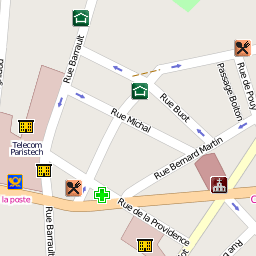 Rue Barrault
Rue de Pouy
Passage Boiton
Rue Buot
Rue Michal
Telecom
Paristech
Rue Bernard Martin
la poste
Rue de la Providence
Rue Barrault